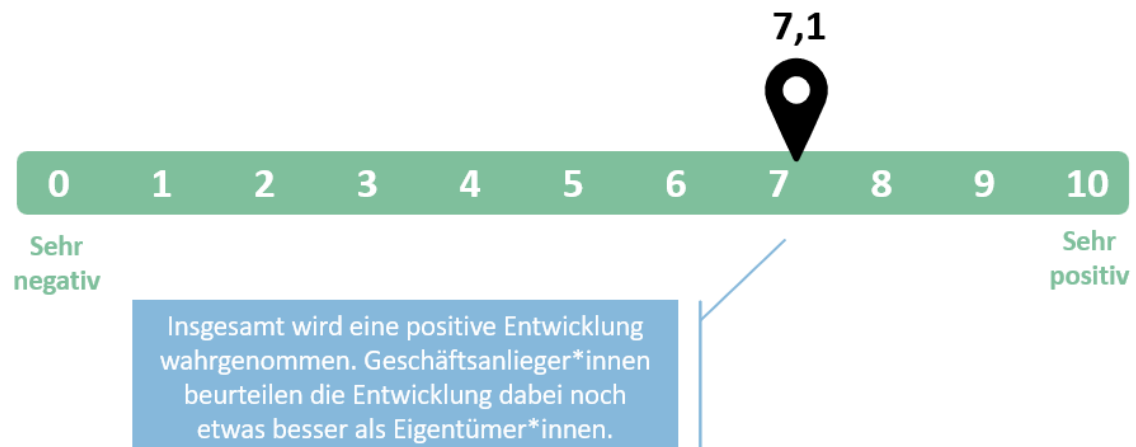 7,1
0 1 2 3 4 5 6 7 8 9 10
Sehr
negativ
Sehr
positiv
Insgesamt wird eine positive Entwicklung
wahrgenommen. Geschäftsanlieger*innen
beurteilen die Entwicklung dabei noch
etwas besser als Eigentümer*innen.